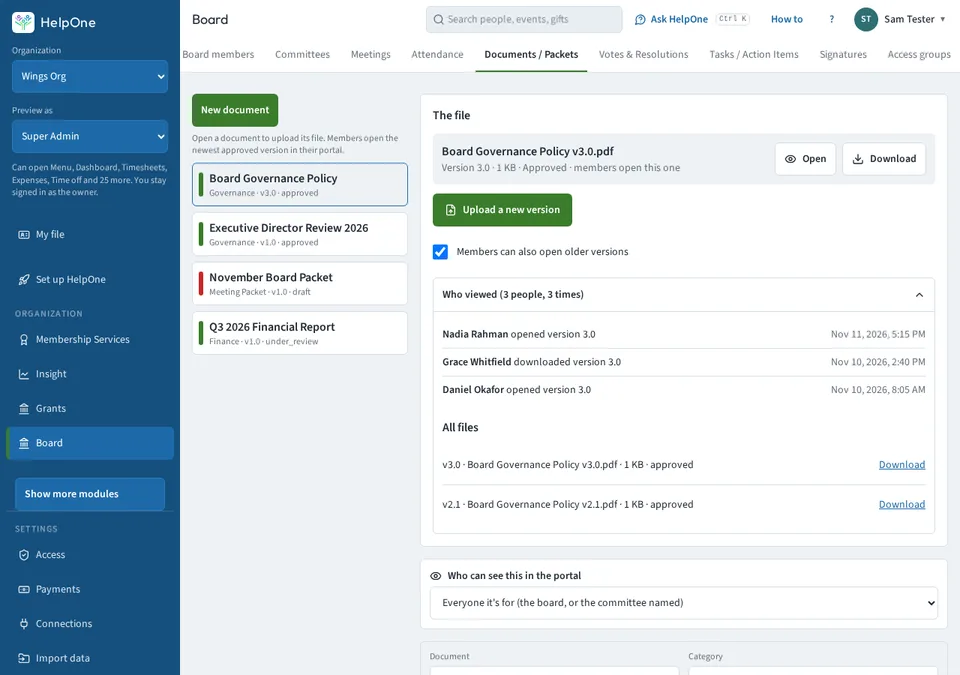 HelpOne
Organization
Wings Org
Preview as
Super Admin
Can open Menu, Dashboard, Timesheets,
Expenses, Time off and 25 more. You stay
signed in as the owner.
My file
Set up HelpOne
ORGANIZATION
Membership Services
Insight
Grants
Board
Show more modules
SETTINGS
Access
Payments
Connections
Import data
Board
Search people, events, gifts
Ask HelpOne
Ctrl K
How to
?
ST
Sam Tester
Board members
Committees
Meetings
Attendance
Documents / Packets
Votes & Resolutions
Tasks / Action Items
Signatures
Access groups
New document
Open a document to upload its file. Members open the
newest approved version in their portal.
Board Governance Policy
Governance · v3.0 · approved
Executive Director Review 2026
Governance · v1.0 · approved
November Board Packet
Meeting Packet · v1.0 · draft
Q3 2026 Financial Report
Finance · v1.0 · under_review
The file
Board Governance Policy v3.0.pdf
Version 3.0 · 1 KB · Approved · members open this one
Open
Download
Upload a new version
Members can also open older versions
Who viewed (3 people, 3 times)
Nadia Rahman opened version 3.0
Nov 11, 2026, 5:15 PM
Grace Whitfield downloaded version 3.0
Nov 10, 2026, 2:40 PM
Daniel Okafor opened version 3.0
Nov 10, 2026, 8:05 AM
All files
v3.0 · Board Governance Policy v3.0.pdf · 1 KB · approved
Download
v2.1 · Board Governance Policy v2.1.pdf · 1 KB · approved
Download
Who can see this in the portal
Everyone it's for (the board, or the committee named)
Document
Category